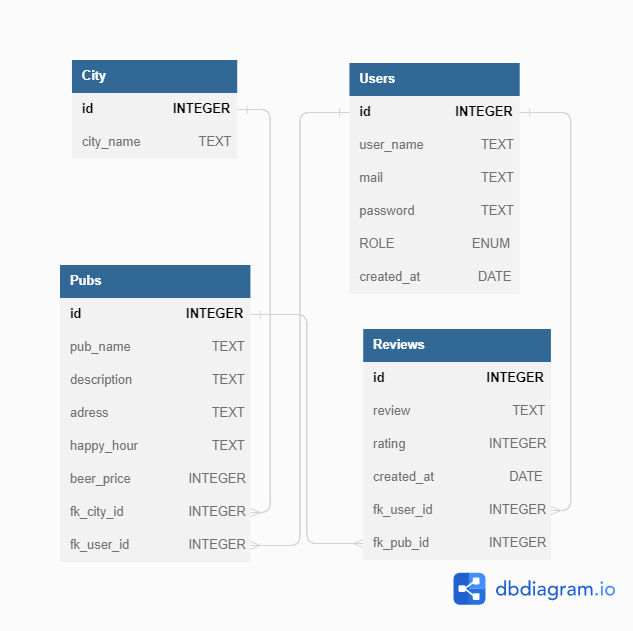 City
id INTEGER
city_name TEXT
Users
id INTEGER
user_name TEXT
mail TEXT
password TEXT
ROLE ENUM
created_at DATE
Pubs
id INTEGER
pub_name TEXT
description TEXT
adress TEXT
happy_hour TEXT
beer_price INTEGER
fk_city_id INTEGER
fk_user_id INTEGER
Reviews
id INTEGER
review TEXT
rating INTEGER
created_at DATE
fk_user_id INTEGER
fk_pub_id INTEGER
dbdiagram.io